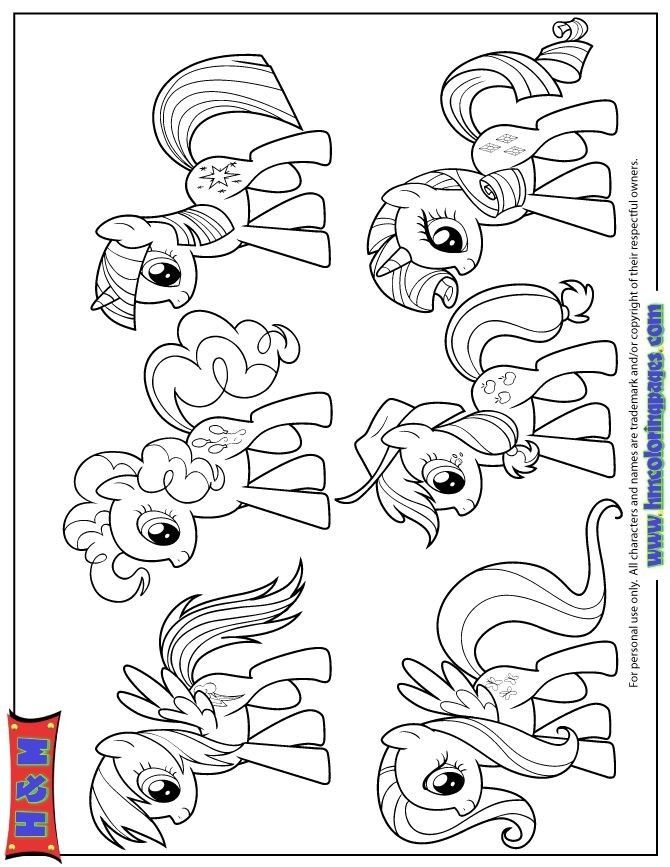 H & M
For personal use only. All characters and names are trademark and/or copyright of their respectful owners.
www.hmcoloringpages.com